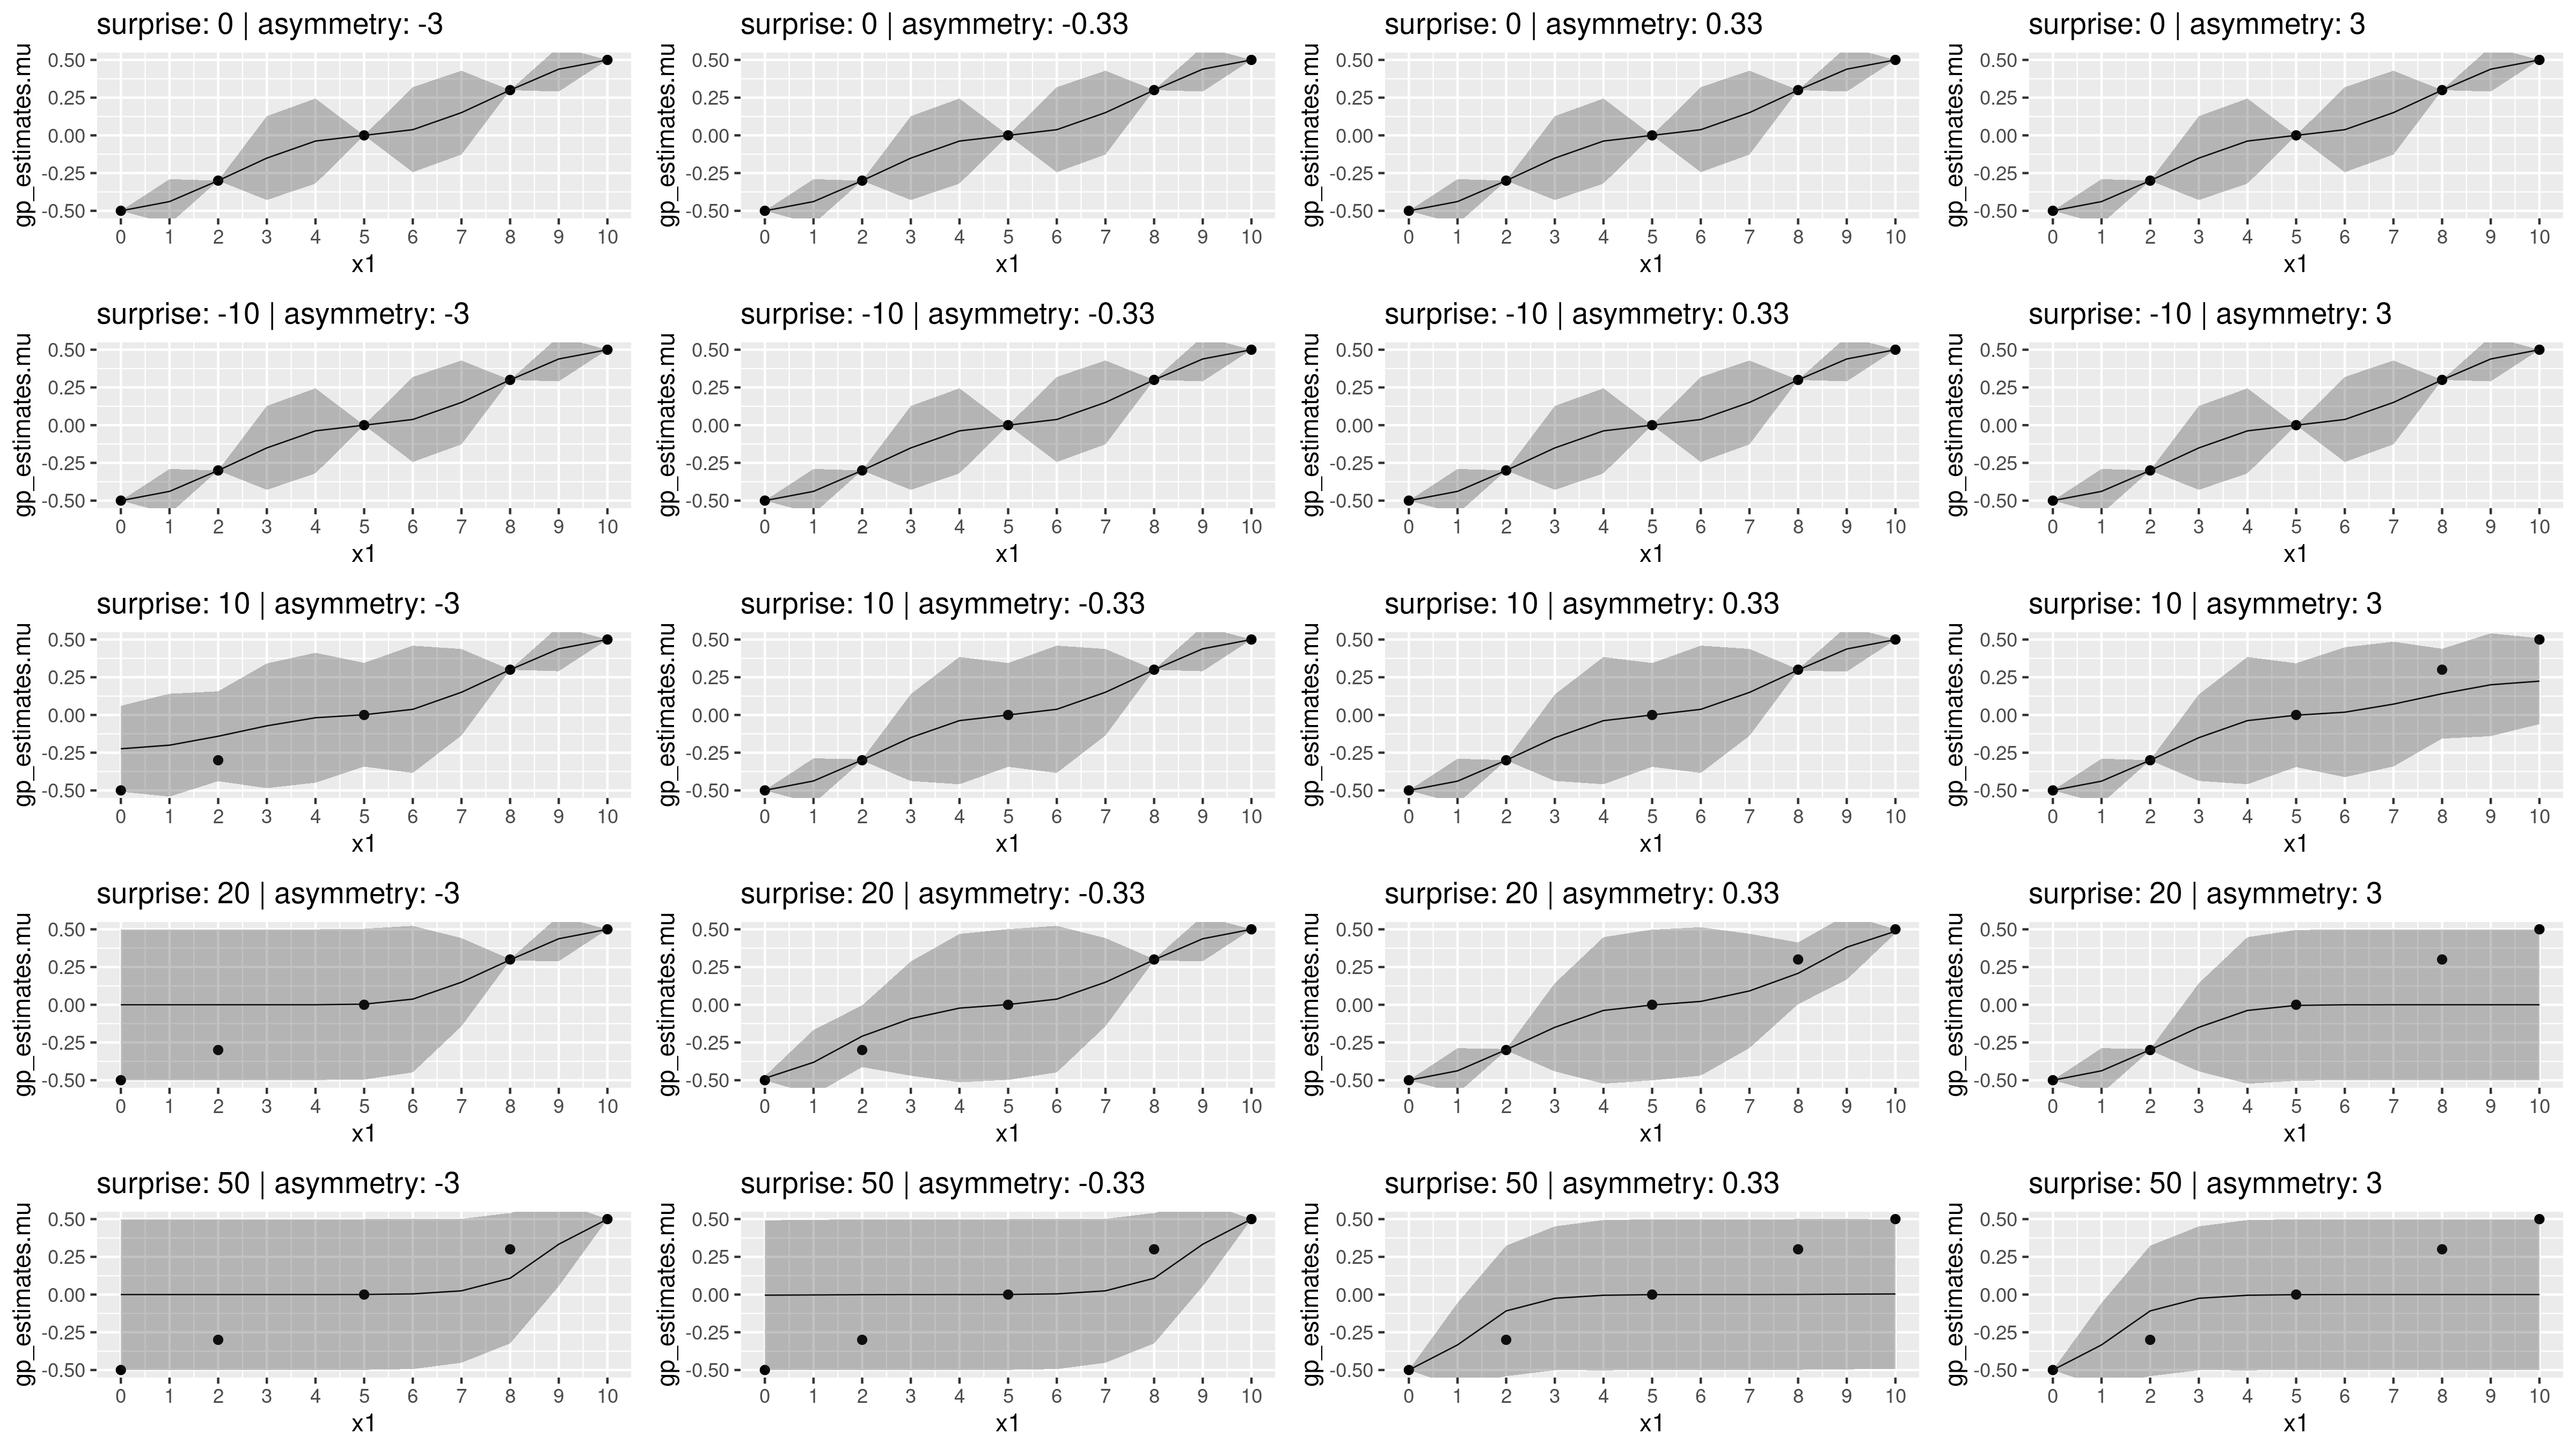 surprise: 0 | asymmetry: -3
gp_estimates.mu
0.50
0.25
0.00
-0.25
-0.50
0 1 2 3 4 5 6 7 8 9 10
x1
surprise: 0 | asymmetry: -0.33
gp_estimates.mu
0.50
0.25
0.00
-0.25
-0.50
0 1 2 3 4 5 6 7 8 9 10
x1
surprise: 0 | asymmetry: 0.33
gp_estimates.mu
0.50
0.25
0.00
-0.25
-0.50
0 1 2 3 4 5 6 7 8 9 10
x1
surprise: 0 | asymmetry: 3
gp_estimates.mu
0.50
0.25
0.00
-0.25
-0.50
0 1 2 3 4 5 6 7 8 9 10
x1
surprise: -10 | asymmetry: -3
gp_estimates.mu
0.50
0.25
0.00
-0.25
-0.50
0 1 2 3 4 5 6 7 8 9 10
x1
surprise: -10 | asymmetry: -0.33
gp_estimates.mu
0.50
0.25
0.00
-0.25
-0.50
0 1 2 3 4 5 6 7 8 9 10
x1
surprise: -10 | asymmetry: 0.33
gp_estimates.mu
0.50
0.25
0.00
-0.25
-0.50
0 1 2 3 4 5 6 7 8 9 10
x1
surprise: -10 | asymmetry: 3
gp_estimates.mu
0.50
0.25
0.00
-0.25
-0.50
0 1 2 3 4 5 6 7 8 9 10
x1
surprise: 10 | asymmetry: -3
gp_estimates.mu
0.50
0.25
0.00
-0.25
-0.50
0 1 2 3 4 5 6 7 8 9 10
x1
surprise: 10 | asymmetry: -0.33
gp_estimates.mu
0.50
0.25
0.00
-0.25
-0.50
0 1 2 3 4 5 6 7 8 9 10
x1
surprise: 10 | asymmetry: 0.33
gp_estimates.mu
0.50
0.25
0.00
-0.25
-0.50
0 1 2 3 4 5 6 7 8 9 10
x1
surprise: 10 | asymmetry: 3
gp_estimates.mu
0.50
0.25
0.00
-0.25
-0.50
0 1 2 3 4 5 6 7 8 9 10
x1
surprise: 20 | asymmetry: -3
gp_estimates.mu
0.50
0.25
0.00
-0.25
-0.50
0 1 2 3 4 5 6 7 8 9 10
x1
surprise: 20 | asymmetry: -0.33
gp_estimates.mu
0.50
0.25
0.00
-0.25
-0.50
0 1 2 3 4 5 6 7 8 9 10
x1
surprise: 20 | asymmetry: 0.33
gp_estimates.mu
0.50
0.25
0.00
-0.25
-0.50
0 1 2 3 4 5 6 7 8 9 10
x1
surprise: 20 | asymmetry: 3
gp_estimates.mu
0.50
0.25
0.00
-0.25
-0.50
0 1 2 3 4 5 6 7 8 9 10
x1
surprise: 50 | asymmetry: -3
gp_estimates.mu
0.50
0.25
0.00
-0.25
-0.50
0 1 2 3 4 5 6 7 8 9 10
x1
surprise: 50 | asymmetry: -0.33
gp_estimates.mu
0.50
0.25
0.00
-0.25
-0.50
0 1 2 3 4 5 6 7 8 9 10
x1
surprise: 50 | asymmetry: 0.33
gp_estimates.mu
0.50
0.25
0.00
-0.25
-0.50
0 1 2 3 4 5 6 7 8 9 10
x1
surprise: 50 | asymmetry: 3
gp_estimates.mu
0.50
0.25
0.00
-0.25
-0.50
0 1 2 3 4 5 6 7 8 9 10
x1